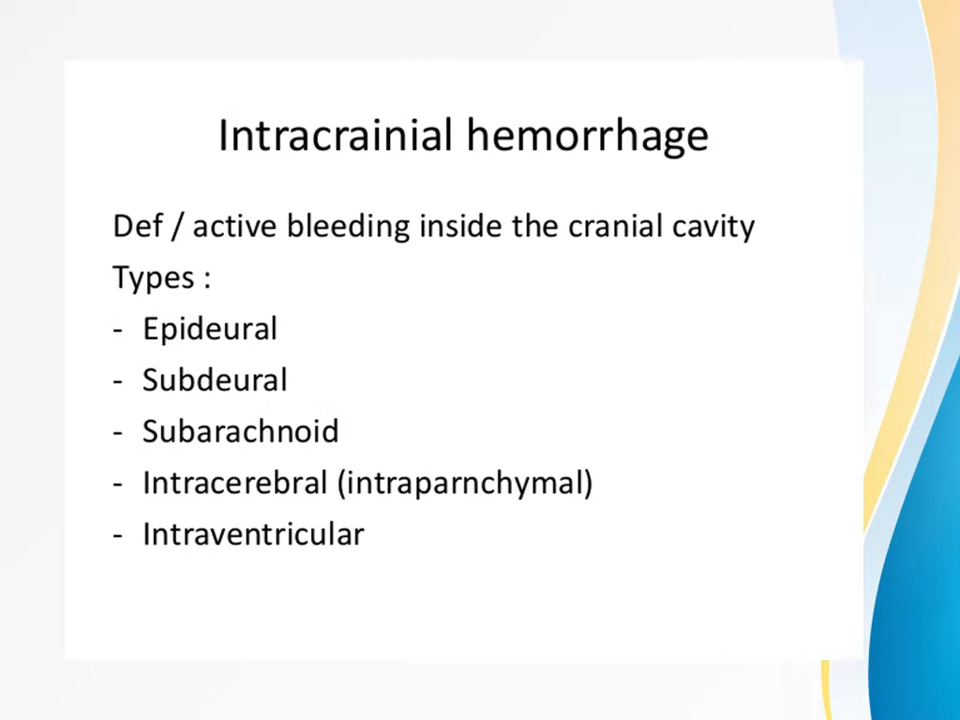 Intracrainial hemorrhage
Def / active bleeding inside the cranial cavity
Types :
- Epideural
- Subdeural
- Subarachnoid
- Intracerebral (intraparnchymal)
- Intraventricular